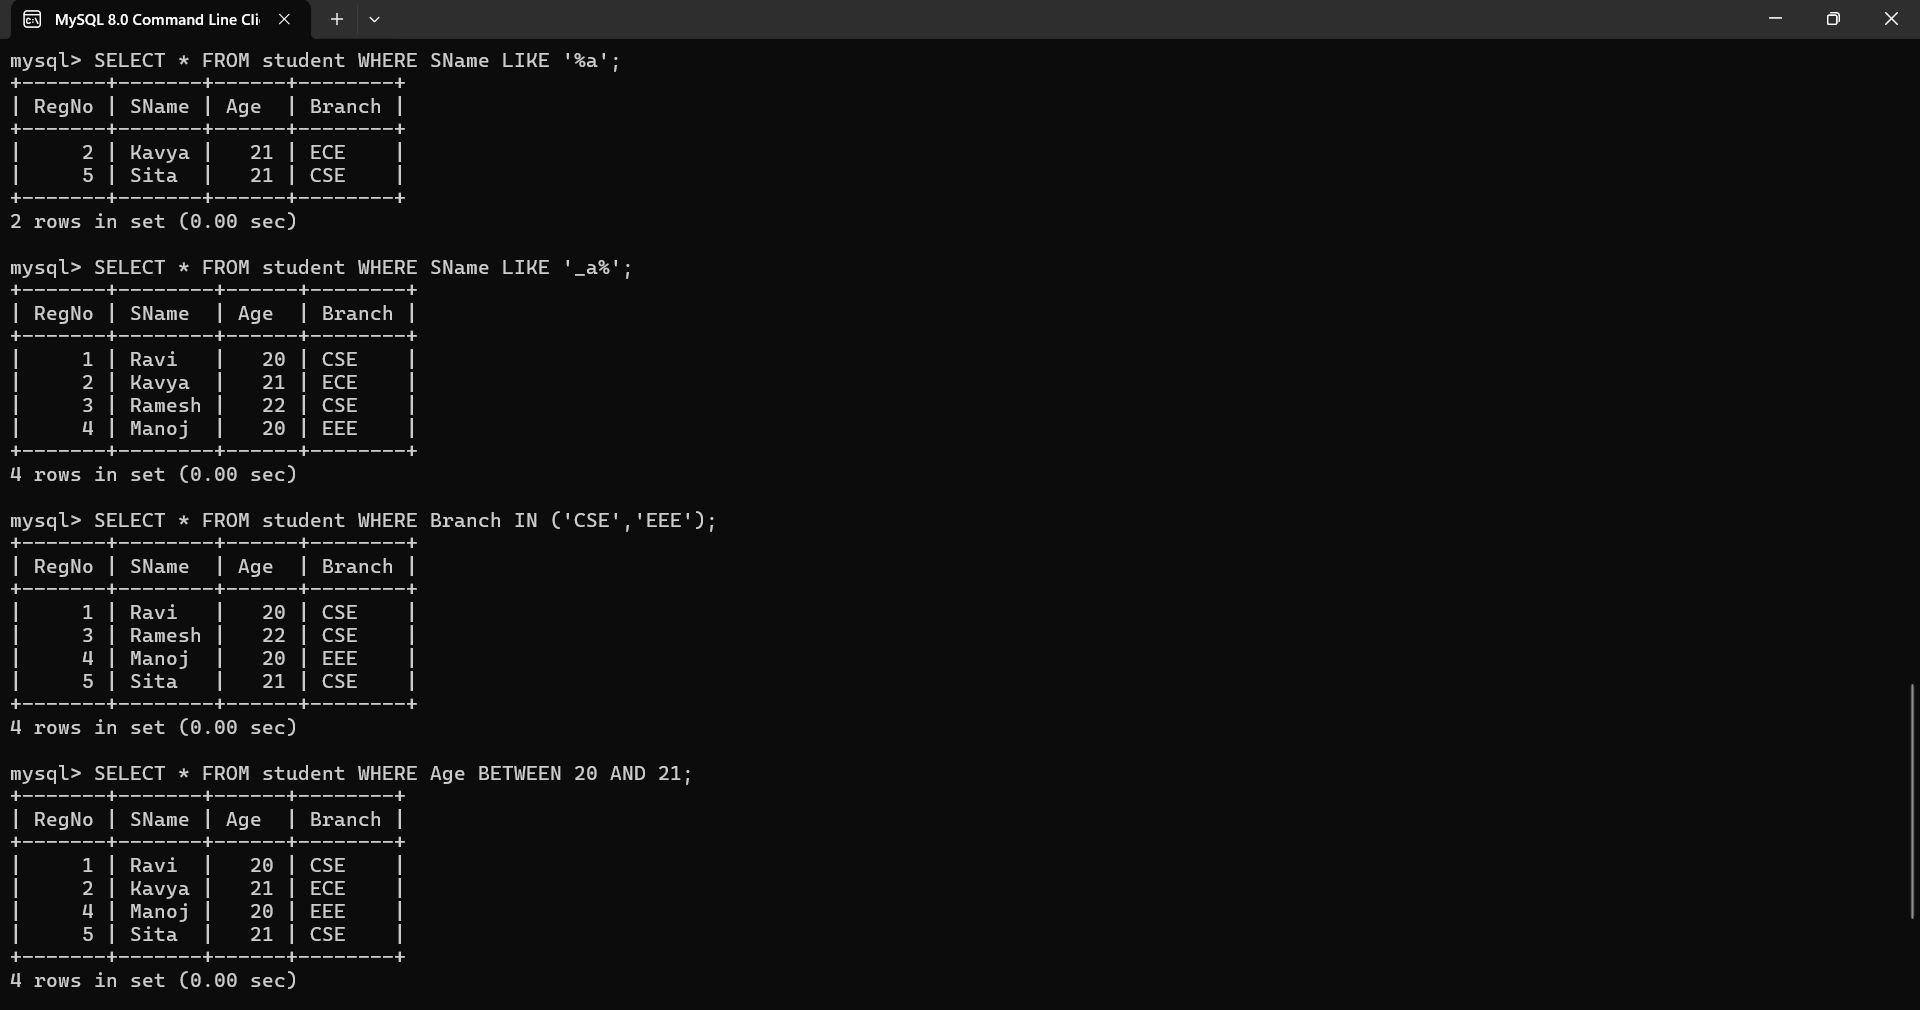 MySQL 8.0 Command Line Cli
mysql> SELECT * FROM student WHERE SName LIKE '%a';
+-------+-------+------+--------+
| RegNo | SName | Age  | Branch |
+-------+-------+------+--------+
|     2 | Kavya |   21 | ECE    |
|     5 | Sita  |   21 | CSE    |
+-------+-------+------+--------+
2 rows in set (0.00 sec)

mysql> SELECT * FROM student WHERE SName LIKE '_a%';
+-------+--------+------+--------+
| RegNo | SName  | Age  | Branch |
+-------+--------+------+--------+
|     1 | Ravi   |   20 | CSE    |
|     2 | Kavya  |   21 | ECE    |
|     3 | Ramesh |   22 | CSE    |
|     4 | Manoj  |   20 | EEE    |
+-------+--------+------+--------+
4 rows in set (0.00 sec)

mysql> SELECT * FROM student WHERE Branch IN ('CSE','EEE');
+-------+--------+------+--------+
| RegNo | SName  | Age  | Branch |
+-------+--------+------+--------+
|     1 | Ravi   |   20 | CSE    |
|     3 | Ramesh |   22 | CSE    |
|     4 | Manoj  |   20 | EEE    |
|     5 | Sita   |   21 | CSE    |
+-------+--------+------+--------+
4 rows in set (0.00 sec)

mysql> SELECT * FROM student WHERE Age BETWEEN 20 AND 21;
+-------+-------+------+--------+
| RegNo | SName | Age  | Branch |
+-------+-------+------+--------+
|     1 | Ravi  |   20 | CSE    |
|     2 | Kavya |   21 | ECE    |
|     4 | Manoj |   20 | EEE    |
|     5 | Sita  |   21 | CSE    |
+-------+-------+------+--------+
4 rows in set (0.00 sec)